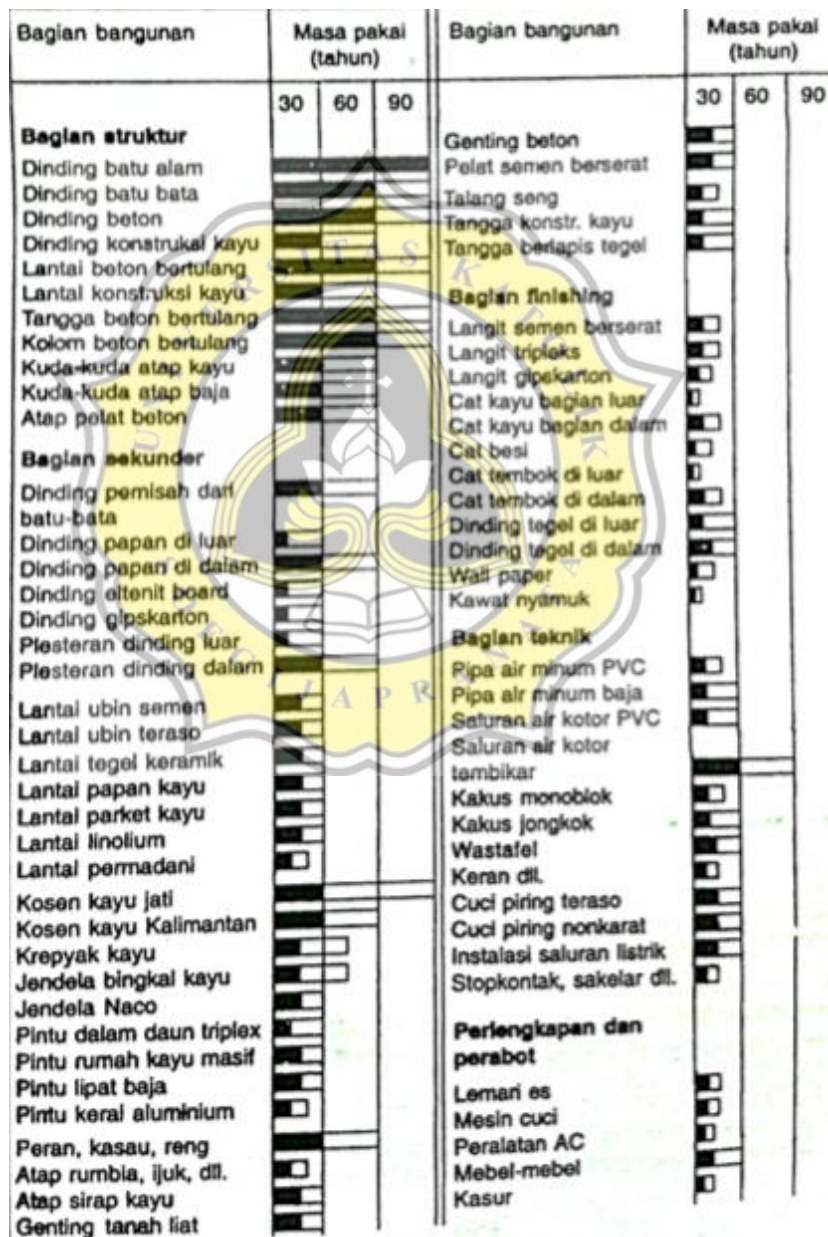 Bagian bangunan
Masa pakai
(tahun)
30 60 90
Bagian struktur
Dinding batu alam
Dinding batu bata
Dinding beton
Dinding konstruksi kayu
Lantai beton bertulang
Lantai konstruksi kayu
Tangga beton bertulang
Kolom beton bertulang
Kuda-kuda atap kayu
Kuda-kuda atap baja
Atap pelat beton
Bagian sekunder
Dinding pemisah dari
batu-bata
Dinding papan di luar
Dinding papan di dalam
Dinding eltenit board
Dinding gipskarton
Plesteran dinding luar
Plesteran dinding dalam
Lantai ubin semen
Lantai ubin teraso
Lantai tegel keramik
Lantai papan kayu
Lantai parket kayu
Lantai linolium
Lantai permadani
Kosen kayu jati
Kosen kayu Kalimantan
Krepyak kayu
Jendela bingkai kayu
Jendela Naco
Pintu dalam daun triplex
Pintu rumah kayu masif
Pintu lipat baja
Pintu kerai aluminium
Peran, kasau, reng
Atap rumbia, ijuk, dll.
Atap sirap kayu
Genting tanah liat
Bagian bangunan
Masa pakai
(tahun)
30 60 90
Genting beton
Pelat semen berserat
Talang seng
Tangga konstr. kayu
Tangga berlapis tegel
Bagian finishing
Langit semen berserat
Langit tripleks
Langit gipskarton
Cat kayu bagian luar
Cat kayu bagian dalam
Cat besi
Cat tembok di luar
Cat tembok di dalam
Dinding tegel di luar
Dinding tegel di dalam
Wall paper
Kawat nyamuk
Bagian teknik
Pipa air minum PVC
Pipa air minum baja
Saluran air kotor PVC
Saluran air kotor
tembikar
Kakus monoblok
Kakus jongkok
Wastafel
Keran dll.
Cuci piring teraso
Cuci piring nonkarat
Instalasi saluran listrik
Stopkontak, sakelar dll.
Perlengkapan dan
perabot
Lemari es
Mesin cuci
Peralatan AC
Mebel-mebel
Kasur